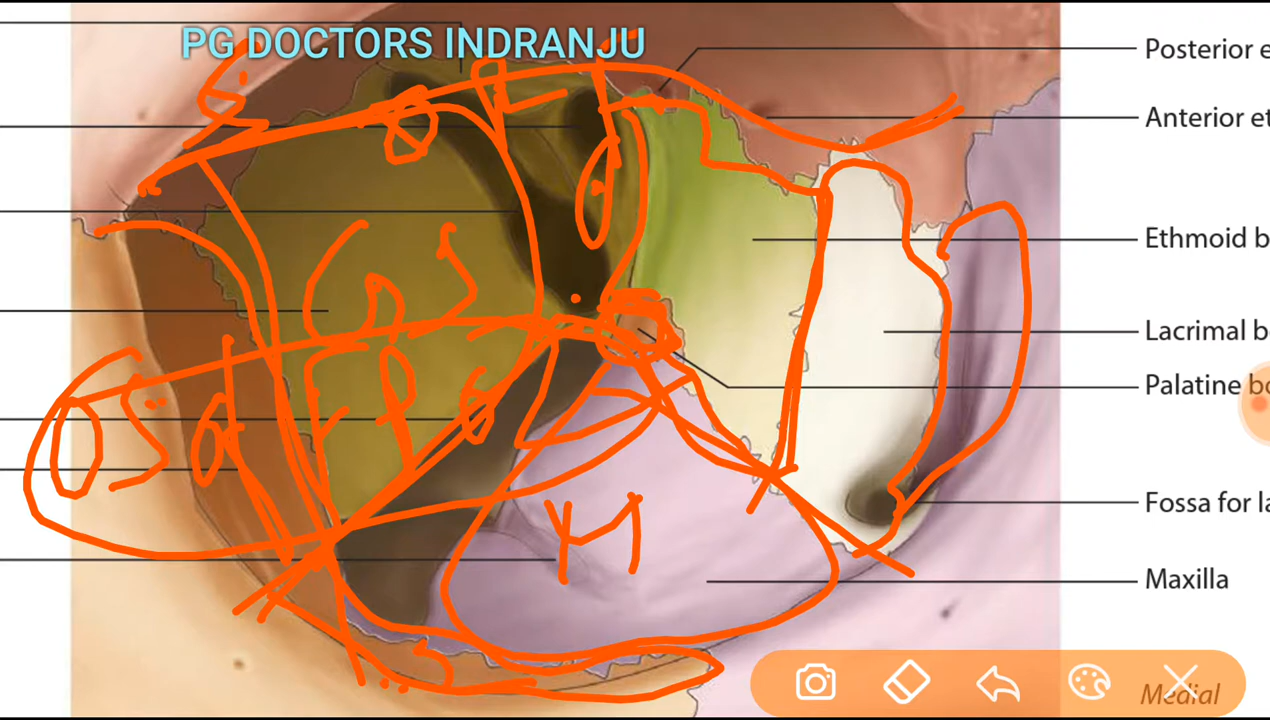 PG DOCTORS INDRANJU
Posterior e
Anterior et
Ethmoid b
Lacrimal b
Palatine bo
Fossa for la
Maxilla
M
Medial